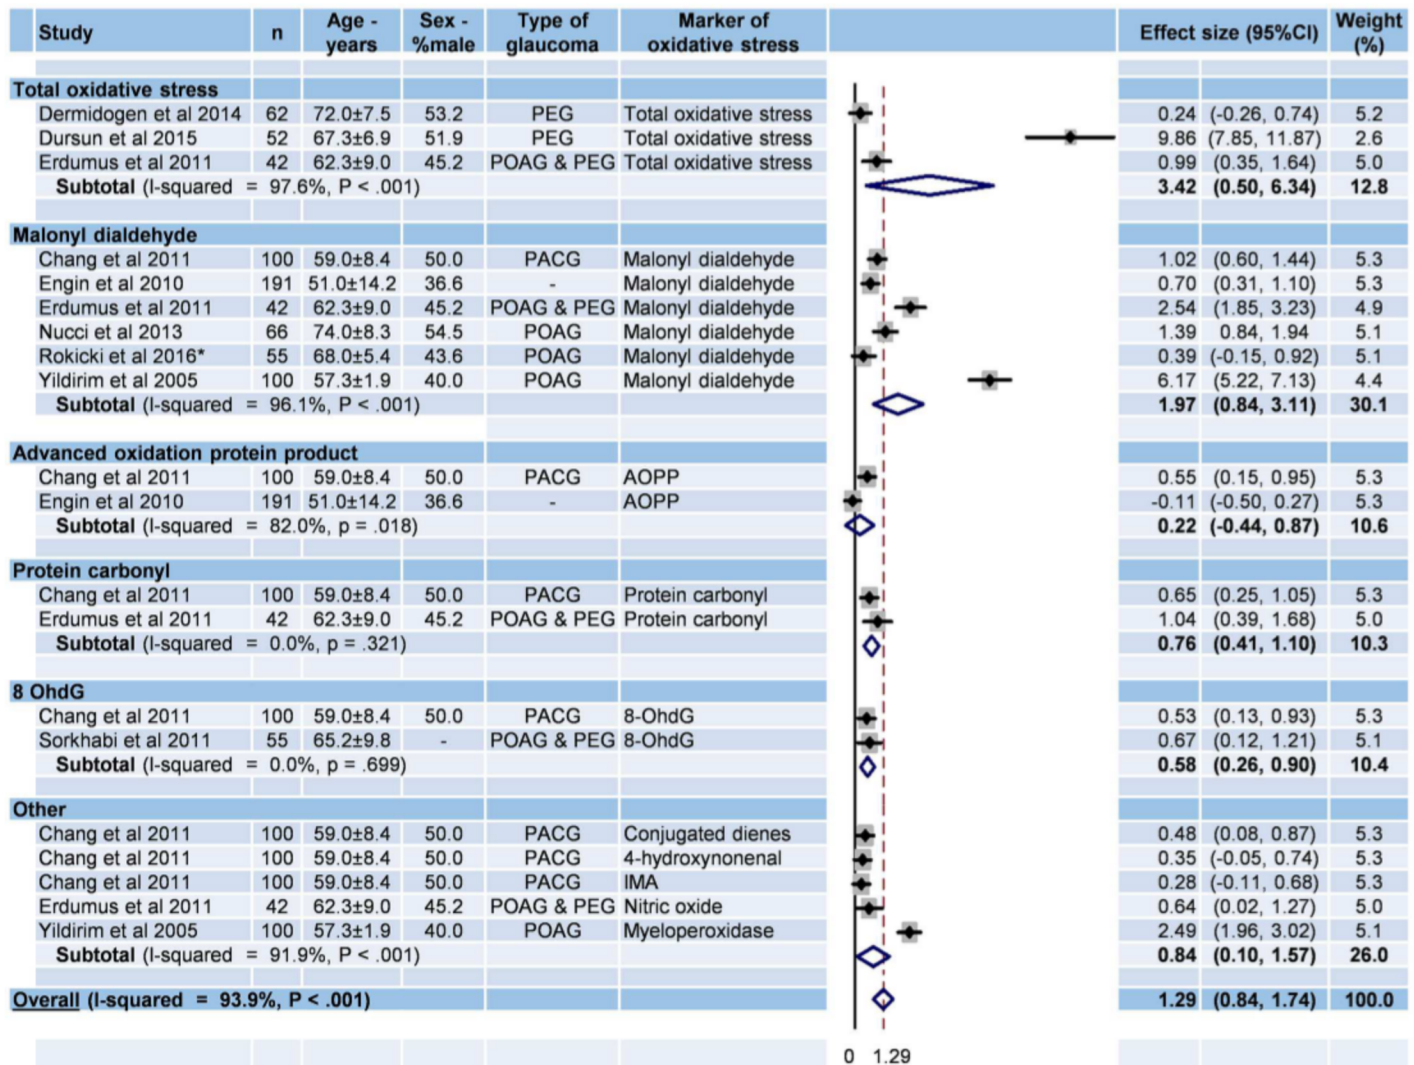 Study n Age - years Sex - %male Type of glaucoma Marker of oxidative stress Effect size (95%CI) Weight (%)
Total oxidative stress
Dermidogen et al 2014 62 72.0±7.5 53.2 PEG Total oxidative stress 0.24 (-0.26, 0.74) 5.2
Dursun et al 2015 52 67.3±6.9 51.9 PEG Total oxidative stress 9.86 (7.85, 11.87) 2.6
Erdumus et al 2011 42 62.3±9.0 45.2 POAG & PEG Total oxidative stress 0.99 (0.35, 1.64) 5.0
Subtotal (I-squared = 97.6%, P < .001) 3.42 (0.50, 6.34) 12.8
Malonyl dialdehyde
Chang et al 2011 100 59.0±8.4 50.0 PACG Malonyl dialdehyde 1.02 (0.60, 1.44) 5.3
Engin et al 2010 191 51.0±14.2 36.6 - Malonyl dialdehyde 0.70 (0.31, 1.10) 5.3
Erdumus et al 2011 42 62.3±9.0 45.2 POAG & PEG Malonyl dialdehyde 2.54 (1.85, 3.23) 4.9
Nucci et al 2013 66 74.0±8.3 54.5 POAG Malonyl dialdehyde 1.39 0.84, 1.94 5.1
Rokicki et al 2016* 55 68.0±5.4 43.6 POAG Malonyl dialdehyde 0.39 (-0.15, 0.92) 5.1
Yildirim et al 2005 100 57.3±1.9 40.0 POAG Malonyl dialdehyde 6.17 (5.22, 7.13) 4.4
Subtotal (I-squared = 96.1%, P < .001) 1.97 (0.84, 3.11) 30.1
Advanced oxidation protein product
Chang et al 2011 100 59.0±8.4 50.0 PACG AOPP 0.55 (0.15, 0.95) 5.3
Engin et al 2010 191 51.0±14.2 36.6 - AOPP -0.11 (-0.50, 0.27) 5.3
Subtotal (I-squared = 82.0%, p = .018) 0.22 (-0.44, 0.87) 10.6
Protein carbonyl
Chang et al 2011 100 59.0±8.4 50.0 PACG Protein carbonyl 0.65 (0.25, 1.05) 5.3
Erdumus et al 2011 42 62.3±9.0 45.2 POAG & PEG Protein carbonyl 1.04 (0.39, 1.68) 5.0
Subtotal (I-squared = 0.0%, p = .321) 0.76 (0.41, 1.10) 10.3
8 OhdG
Chang et al 2011 100 59.0±8.4 50.0 PACG 8-OhdG 0.53 (0.13, 0.93) 5.3
Sorkhabi et al 2011 55 65.2±9.8 - POAG & PEG 8-OhdG 0.67 (0.12, 1.21) 5.1
Subtotal (I-squared = 0.0%, p = .699) 0.58 (0.26, 0.90) 10.4
Other
Chang et al 2011 100 59.0±8.4 50.0 PACG Conjugated dienes 0.48 (0.08, 0.87) 5.3
Chang et al 2011 100 59.0±8.4 50.0 PACG 4-hydroxynonenal 0.35 (-0.05, 0.74) 5.3
Chang et al 2011 100 59.0±8.4 50.0 PACG IMA 0.28 (-0.11, 0.68) 5.3
Erdumus et al 2011 42 62.3±9.0 45.2 POAG & PEG Nitric oxide 0.64 (0.02, 1.27) 5.0
Yildirim et al 2005 100 57.3±1.9 40.0 POAG Myeloperoxidase 2.49 (1.96, 3.02) 5.1
Subtotal (I-squared = 91.9%, P < .001) 0.84 (0.10, 1.57) 26.0
Overall (I-squared = 93.9%, P < .001) 1.29 (0.84, 1.74) 100.0
0 1.29